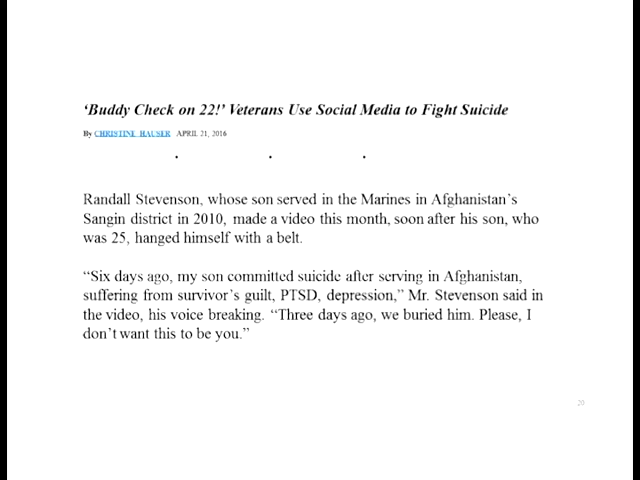 ‘Buddy Check on 22!’ Veterans Use Social Media to Fight Suicide
By CHRISTINE HAUSER APRIL 21, 2016
. . .
Randall Stevenson, whose son served in the Marines in Afghanistan’s
Sangin district in 2010, made a video this month, soon after his son, who
was 25, hanged himself with a belt.
“Six days ago, my son committed suicide after serving in Afghanistan,
suffering from survivor’s guilt, PTSD, depression,” Mr. Stevenson said in
the video, his voice breaking. “Three days ago, we buried him. Please, I
don’t want this to be you.”
20